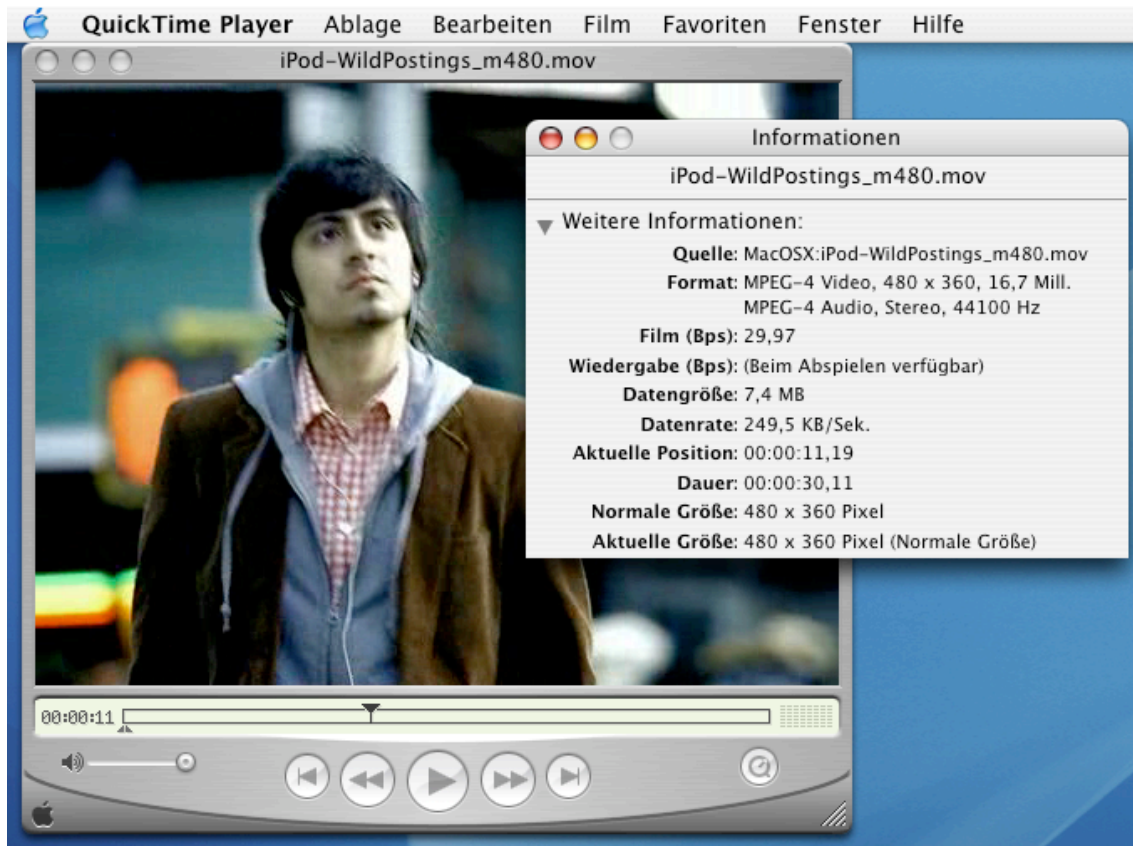 QuickTime Player Ablage Bearbeiten Film Favoriten Fenster Hilfe
iPod-WildPostings_m480.mov
00:00:11
Informationen
iPod-WildPostings_m480.mov
Weitere Informationen:
Quelle: MacOSX:iPod-WildPostings_m480.mov
Format: MPEG-4 Video, 480 x 360, 16,7 Mill.
MPEG-4 Audio, Stereo, 44100 Hz
Film (Bps): 29,97
Wiedergabe (Bps): (Beim Abspielen verfügbar)
Datengröße: 7,4 MB
Datenrate: 249,5 KB/Sek.
Aktuelle Position: 00:00:11,19
Dauer: 00:00:30,11
Normale Größe: 480 x 360 Pixel
Aktuelle Größe: 480 x 360 Pixel (Normale Größe)